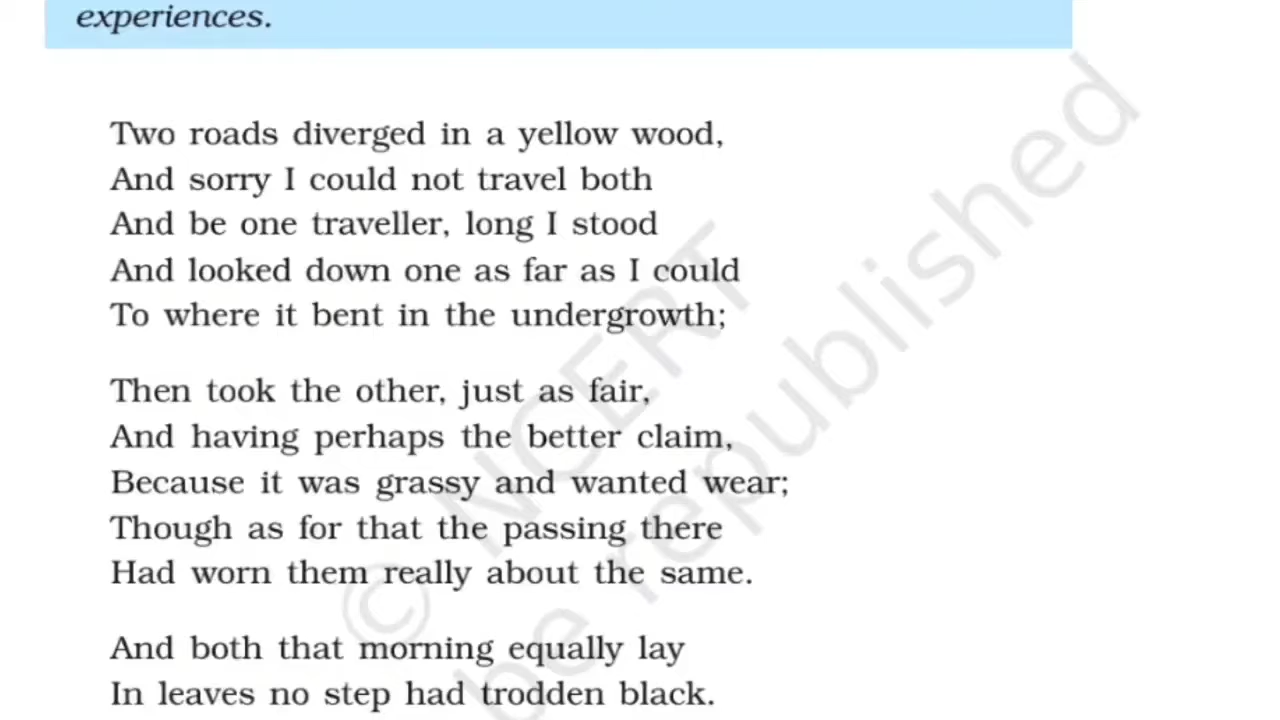 experiences.
Two roads diverged in a yellow wood,
And sorry I could not travel both
And be one traveller, long I stood
And looked down one as far as I could
To where it bent in the undergrowth;
Then took the other, just as fair,
And having perhaps the better claim,
Because it was grassy and wanted wear;
Though as for that the passing there
Had worn them really about the same.
And both that morning equally lay
In leaves no step had trodden black.
© NCERT
be republished